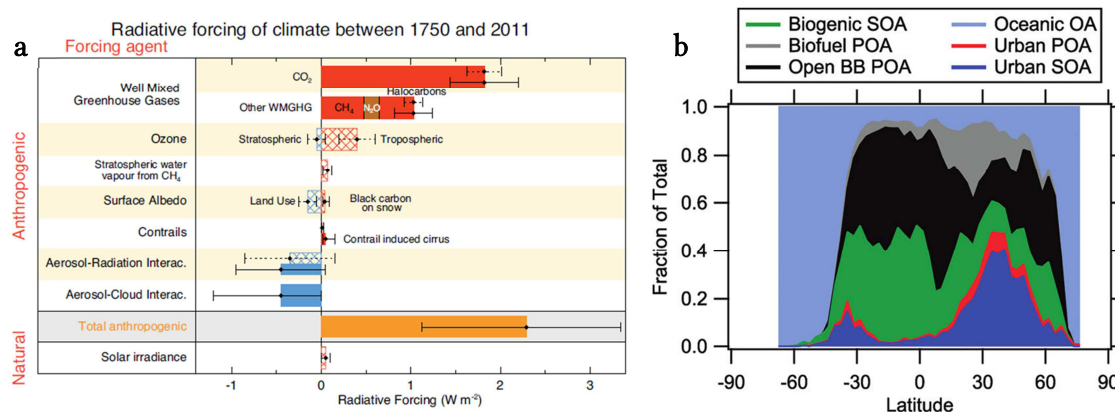 a
Radiative forcing of climate between 1750 and 2011
Forcing agent
Anthropogenic
Natural
Well Mixed
Greenhouse Gases
CO2
Other WMGHG
CH4
N2O
Halocarbons
Ozone
Stratospheric
Tropospheric
Stratospheric water
vapour from CH4
Surface Albedo
Land Use
Black carbon
on snow
Contrails
Contrail induced cirrus
Aerosol-Radiation Interac.
Aerosol-Cloud Interac.
Total anthropogenic
Solar irradiance
-1
0
1
2
3
Radiative Forcing (W m-2)
b
Biogenic SOA
Biofuel POA
Open BB POA
Oceanic OA
Urban POA
Urban SOA
Fraction of Total
1.0
0.8
0.6
0.4
0.2
0.0
-90
-60
-30
0
30
60
90
Latitude